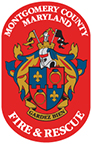 MONTGOMERY COUNTY
MARYLAND
GARDEZ BIEN
FIRE & RESCUE